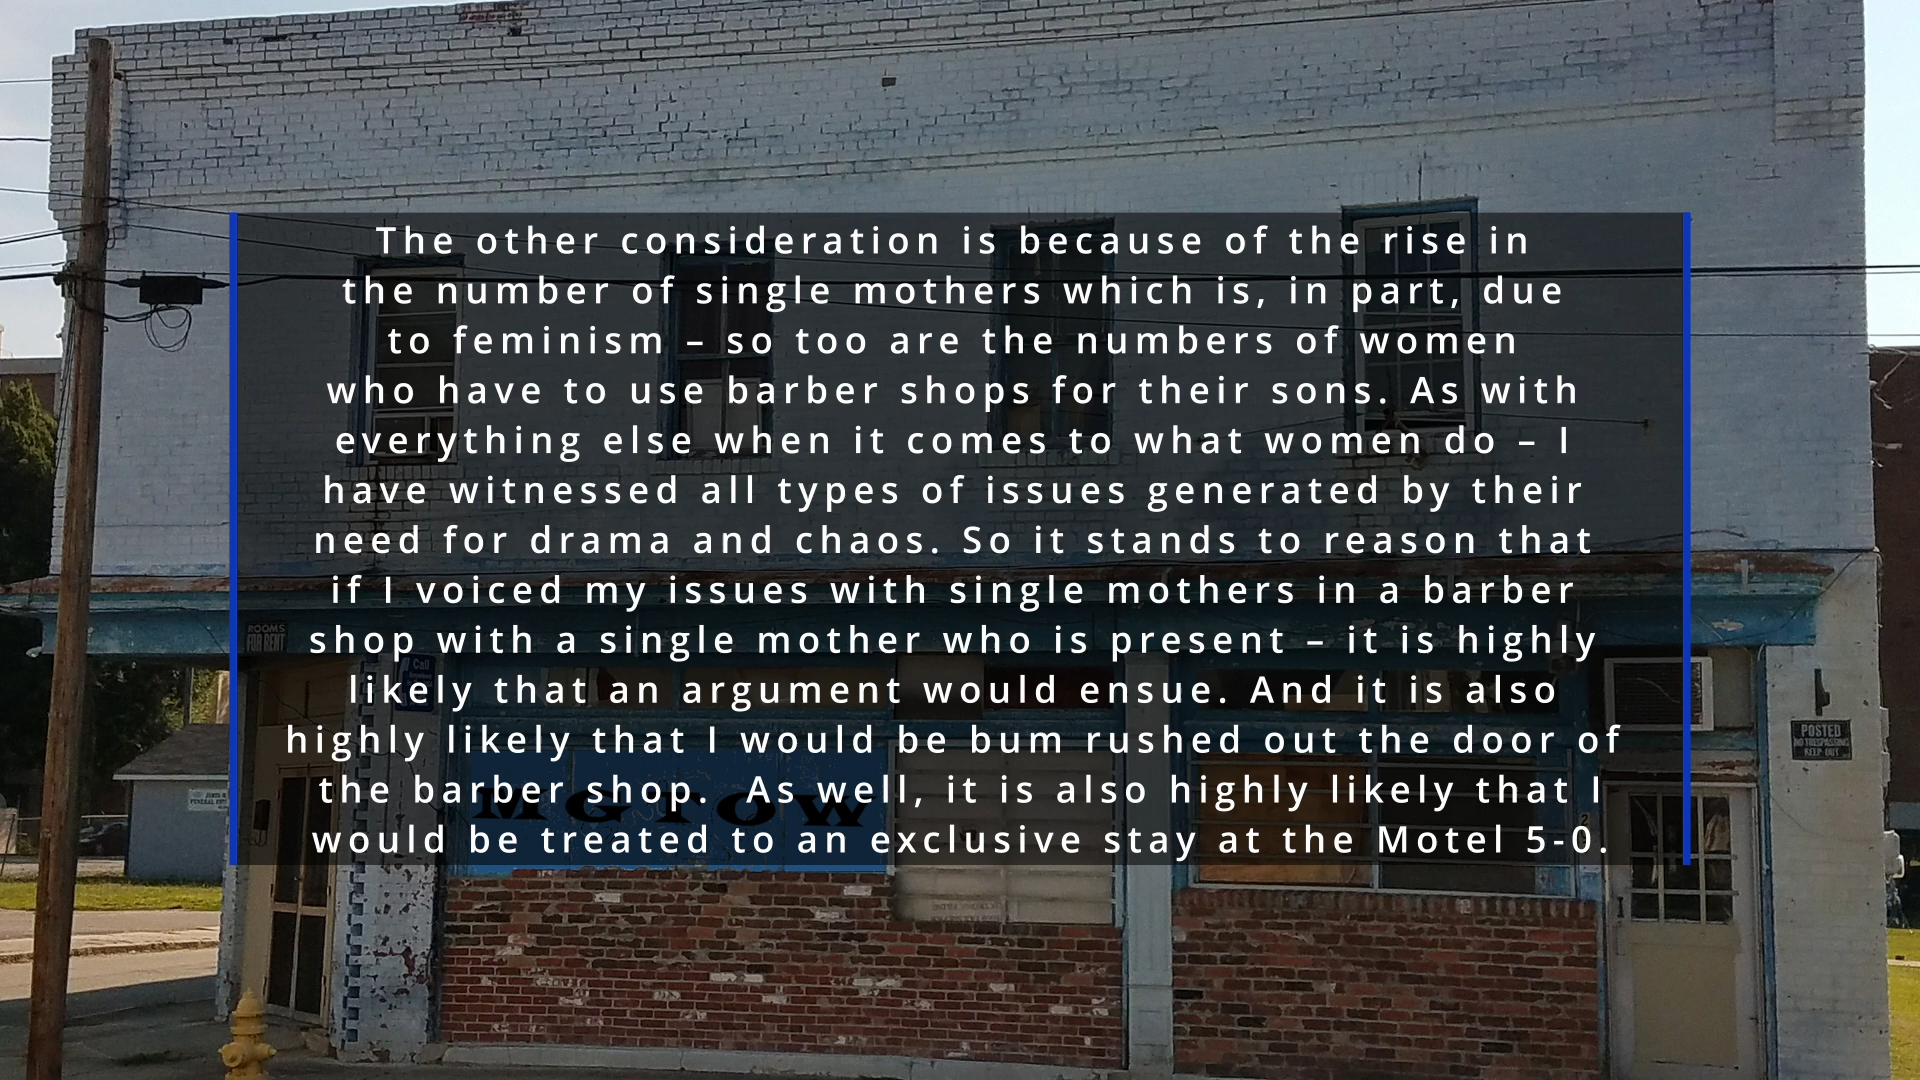 The other consideration is because of the rise in
the number of single mothers which is, in part, due
to feminism – so too are the numbers of women
who have to use barber shops for their sons. As with
everything else when it comes to what women do – I
have witnessed all types of issues generated by their
need for drama and chaos. So it stands to reason that
if I voiced my issues with single mothers in a barber
shop with a single mother who is present – it is highly
likely that an argument would ensue. And it is also
highly likely that I would be bum rushed out the door of
the barber shop.  As well, it is also highly likely that I
would be treated to an exclusive stay at the Motel 5-0.
ROOMS
FOR RENT
Call
MGTOW
POSTED
NO TRESPASSING
KEEP OUT